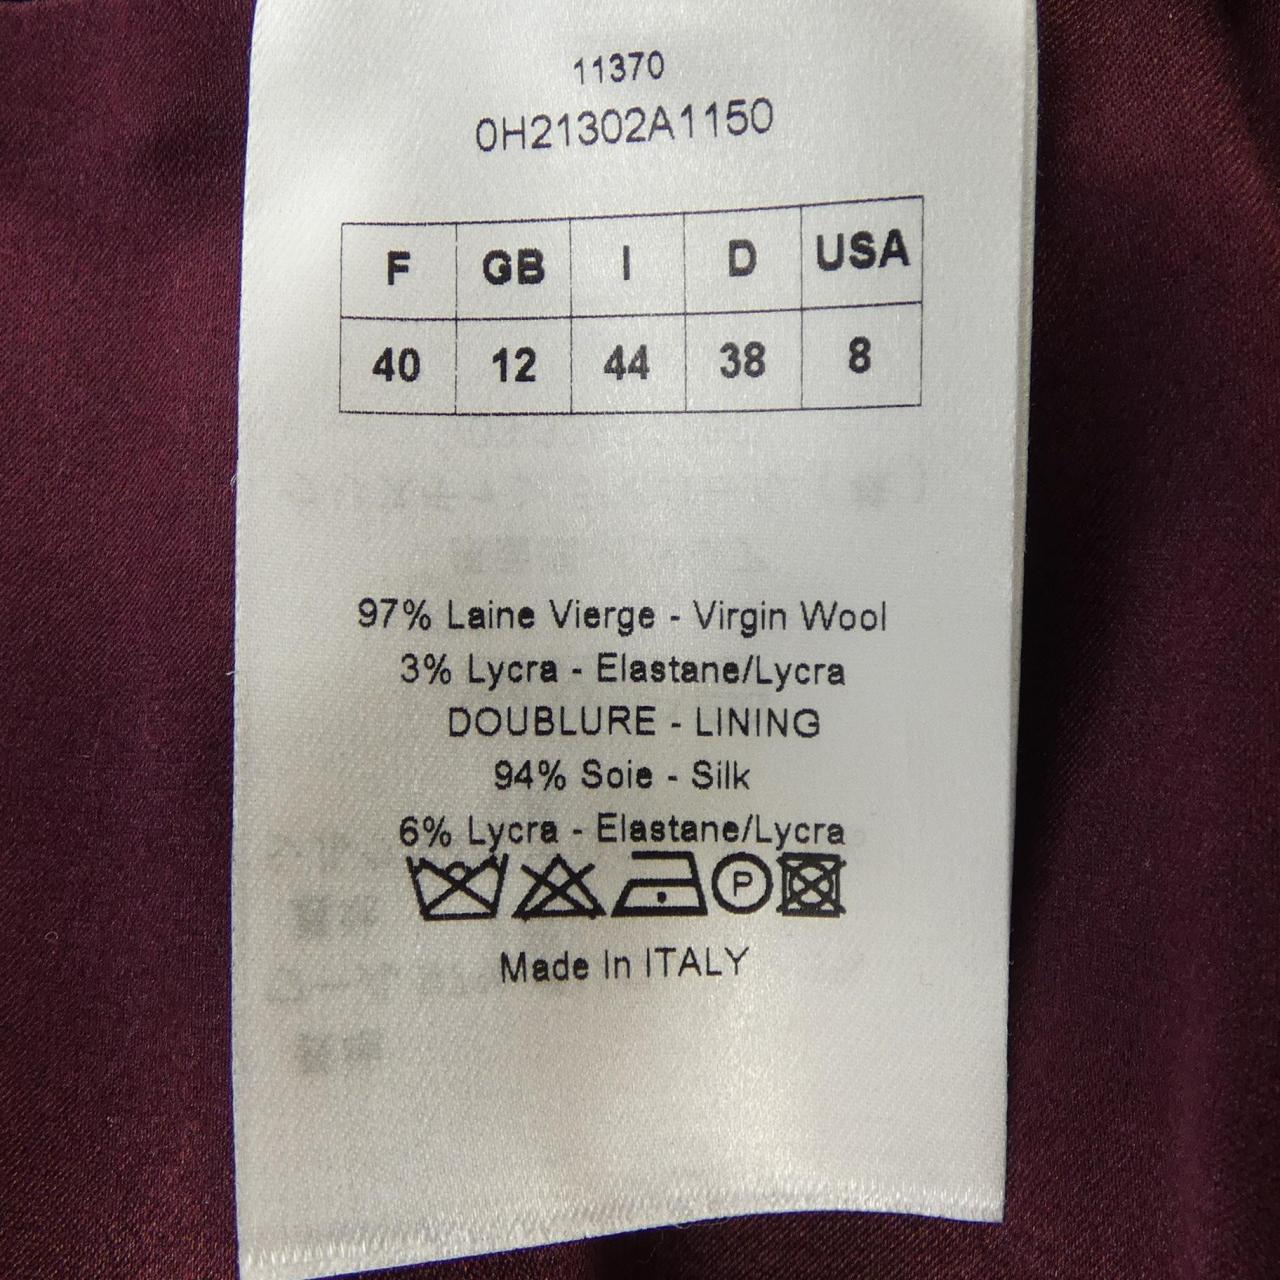 11370
0H21302A1150
F GB I D USA
40 12 44 38 8
97% Laine Vierge - Virgin Wool
3% Lycra - Elastane/Lycra
DOUBLURE - LINING
94% Soie - Silk
6% Lycra - Elastane/Lycra
P
Made In ITALY